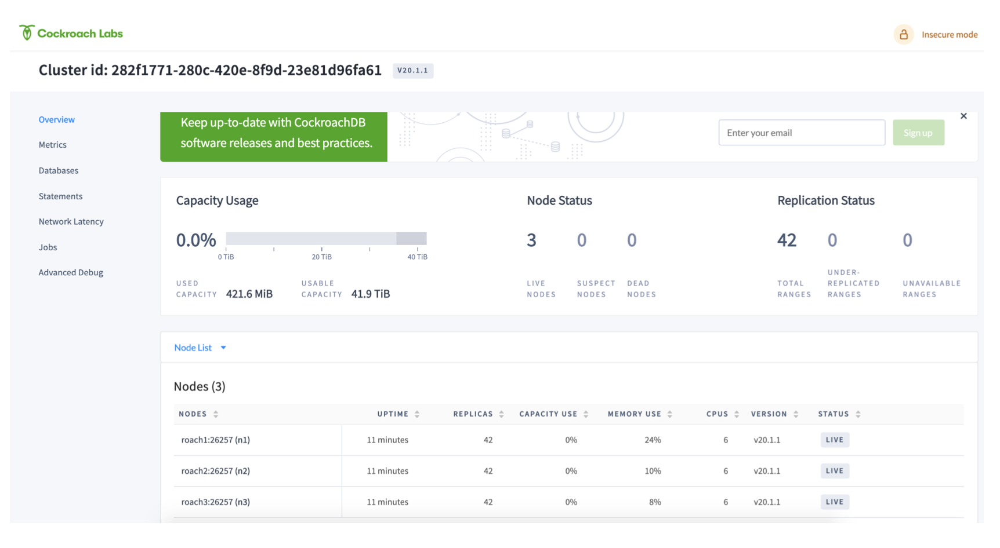 Cockroach Labs
Insecure mode
Cluster id: 282f1771-280c-420e-8f9d-23e81d96fa61 V20.1.1
Overview
Metrics
Databases
Statements
Network Latency
Jobs
Advanced Debug
Keep up-to-date with CockroachDB
software releases and best practices.
Enter your email
Sign up
Capacity Usage
0.0%
0 TiB 20 TiB 40 TiB
USED
CAPACITY 421.6 MiB
USABLE
CAPACITY 41.9 TiB
Node Status
3 0 0
LIVE
NODES
SUSPECT
NODES
DEAD
NODES
Replication Status
42 0 0
TOTAL
RANGES
UNDER-
REPLICATED
RANGES
UNAVAILABLE
RANGES
Node List
Nodes (3)
NODES UPTIME REPLICAS CAPACITY USE MEMORY USE CPUS VERSION STATUS
roach1:26257 (n1) 11 minutes 42 0% 24% 6 v20.1.1 LIVE
roach2:26257 (n2) 11 minutes 42 0% 10% 6 v20.1.1 LIVE
roach3:26257 (n3) 11 minutes 42 0% 8% 6 v20.1.1 LIVE